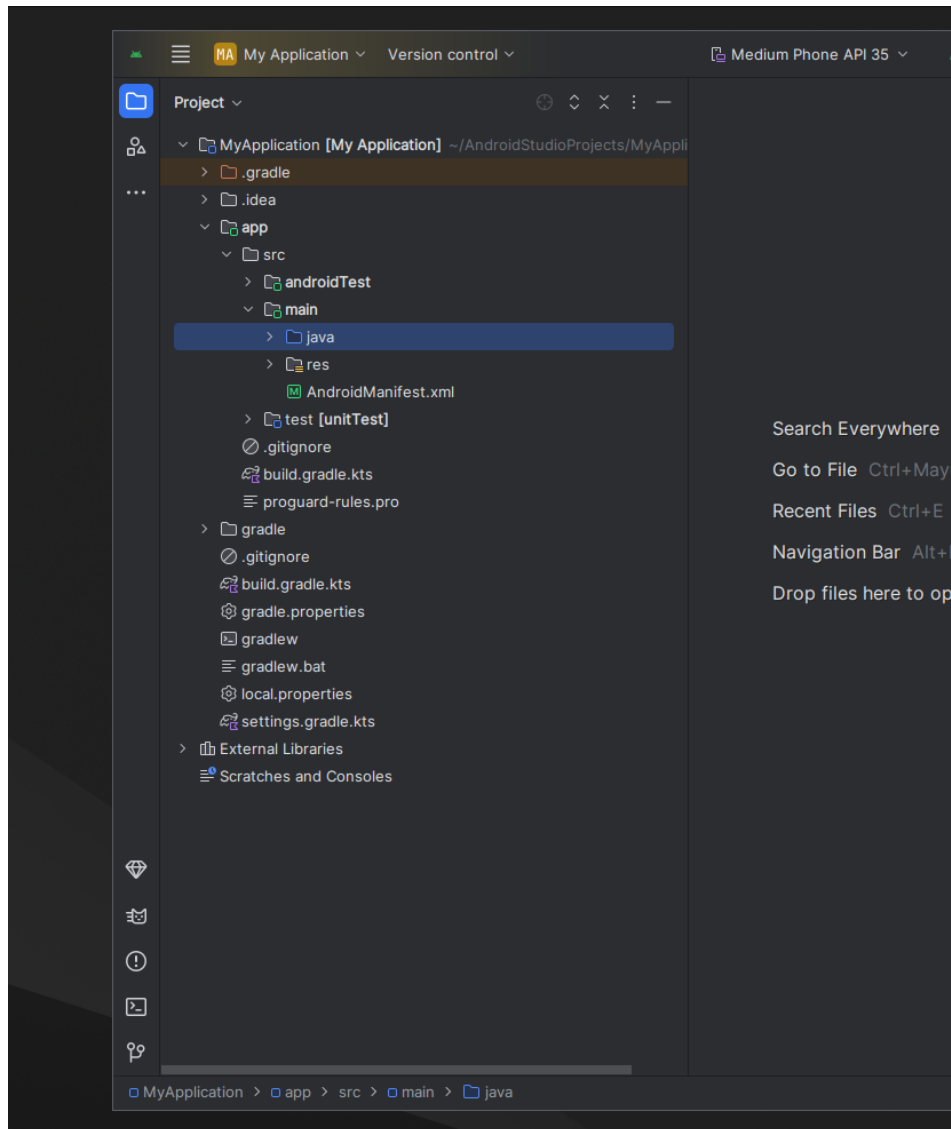 MA My Application Version control Medium Phone API 35
Project
MyApplication [My Application] ~/AndroidStudioProjects/MyAppli
.gradle
.idea
app
src
androidTest
main
java
res
M AndroidManifest.xml
test [unitTest]
.gitignore
build.gradle.kts
proguard-rules.pro
gradle
.gitignore
build.gradle.kts
gradle.properties
gradlew
gradlew.bat
local.properties
settings.gradle.kts
External Libraries
Scratches and Consoles
Search Everywhere
Go to File Ctrl+May
Recent Files Ctrl+E
Navigation Bar Alt+
Drop files here to op
MyApplication > app > src > main > java